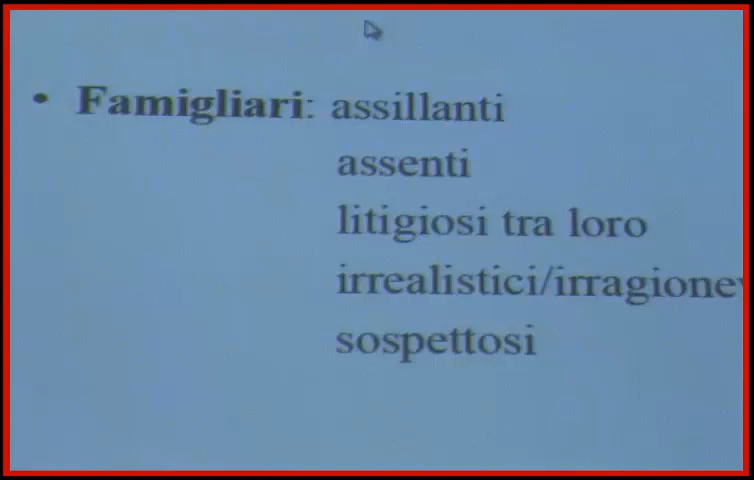 • Famigliari: assillanti
assenti
litigiosi tra loro
irrealistici/irragione
sospettosi